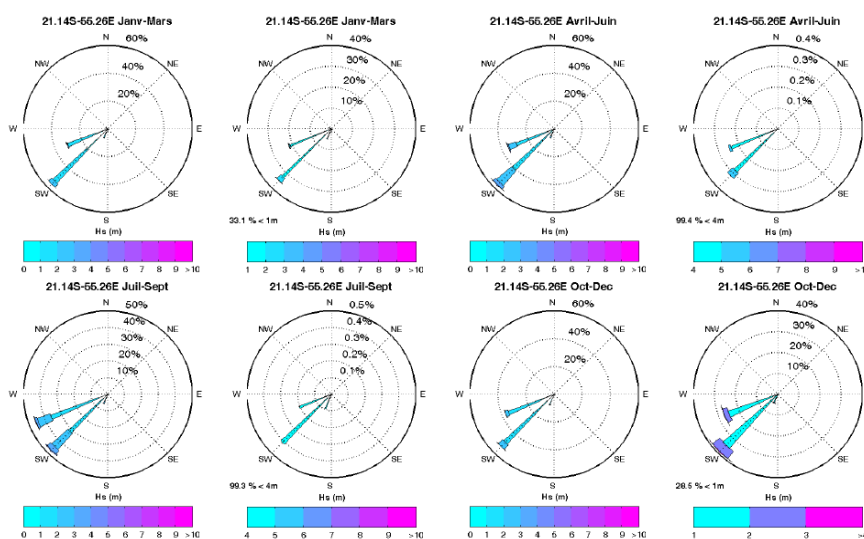 21.14S-55.26E Janv-Mars
N
60%
40%
20%
NW
NE
W
E
SW
SE
S
Hs (m)
0 1 2 3 4 5 6 7 8 9 >10
21.14S-55.26E Janv-Mars
N
40%
30%
20%
10%
NW
NE
W
E
SW
SE
S
33.1 % < 1m
Hs (m)
1 2 3 4 5 6 7 8 9 >10
21.14S-55.26E Avril-Juin
N
60%
40%
20%
NW
NE
W
E
SW
SE
S
Hs (m)
0 1 2 3 4 5 6 7 8 9 >10
21.14S-55.26E Avril-Juin
N
0.4%
0.3%
0.2%
0.1%
NW
NE
W
E
SW
SE
S
99.4 % < 4m
Hs (m)
4 5 6 7 8 9
21.14S-55.26E Juil-Sept
N
50%
40%
30%
20%
10%
NW
NE
W
E
SW
SE
S
Hs (m)
0 1 2 3 4 5 6 7 8 9 >10
21.14S-55.26E Juil-Sept
N
0.5%
0.4%
0.3%
0.2%
0.1%
NW
NE
W
E
SW
SE
S
99.3 % < 4m
Hs (m)
4 5 6 7 8 9 >10
21.14S-55.26E Oct-Dec
N
60%
40%
20%
NW
NE
W
E
SW
SE
S
Hs (m)
0 1 2 3 4 5 6 7 8 9 >10
21.14S-55.26E Oct-Dec
N
40%
30%
20%
10%
NW
NE
W
E
SW
SE
S
26.5 % < 1m
Hs (m)
1 2 3